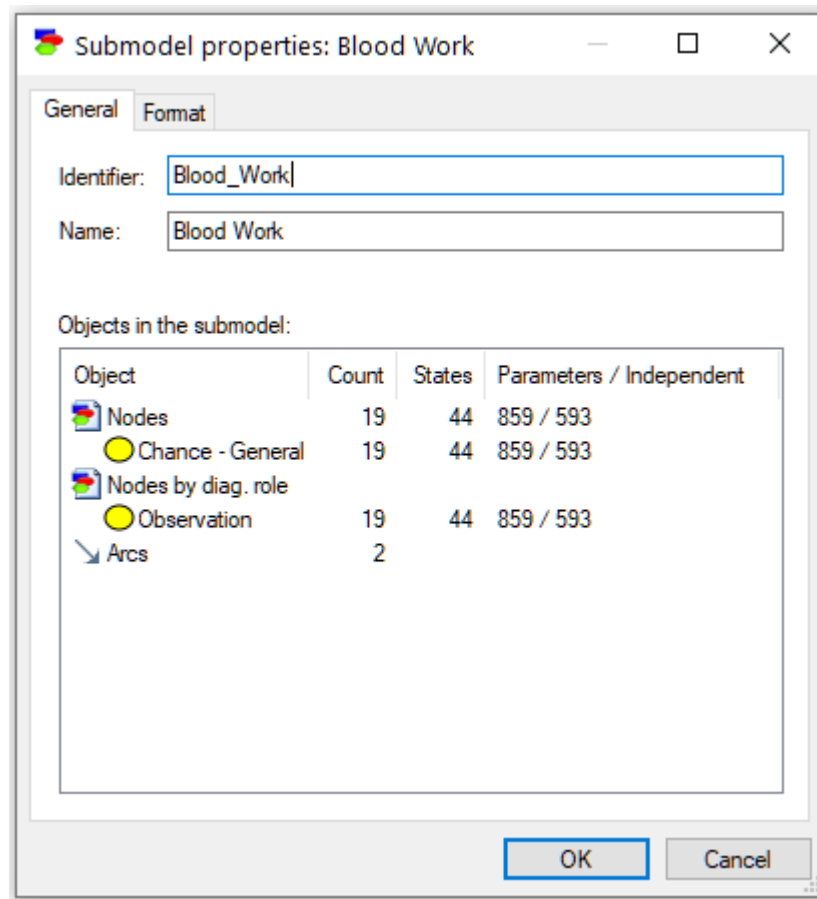 Submodel properties: Blood Work
General Format
Identifier: Blood_Work
Name: Blood Work
Objects in the submodel:
Object Count States Parameters / Independent
Nodes 19 44 859 / 593
Chance - General 19 44 859 / 593
Nodes by diag. role
Observation 19 44 859 / 593
Arcs 2
OK Cancel